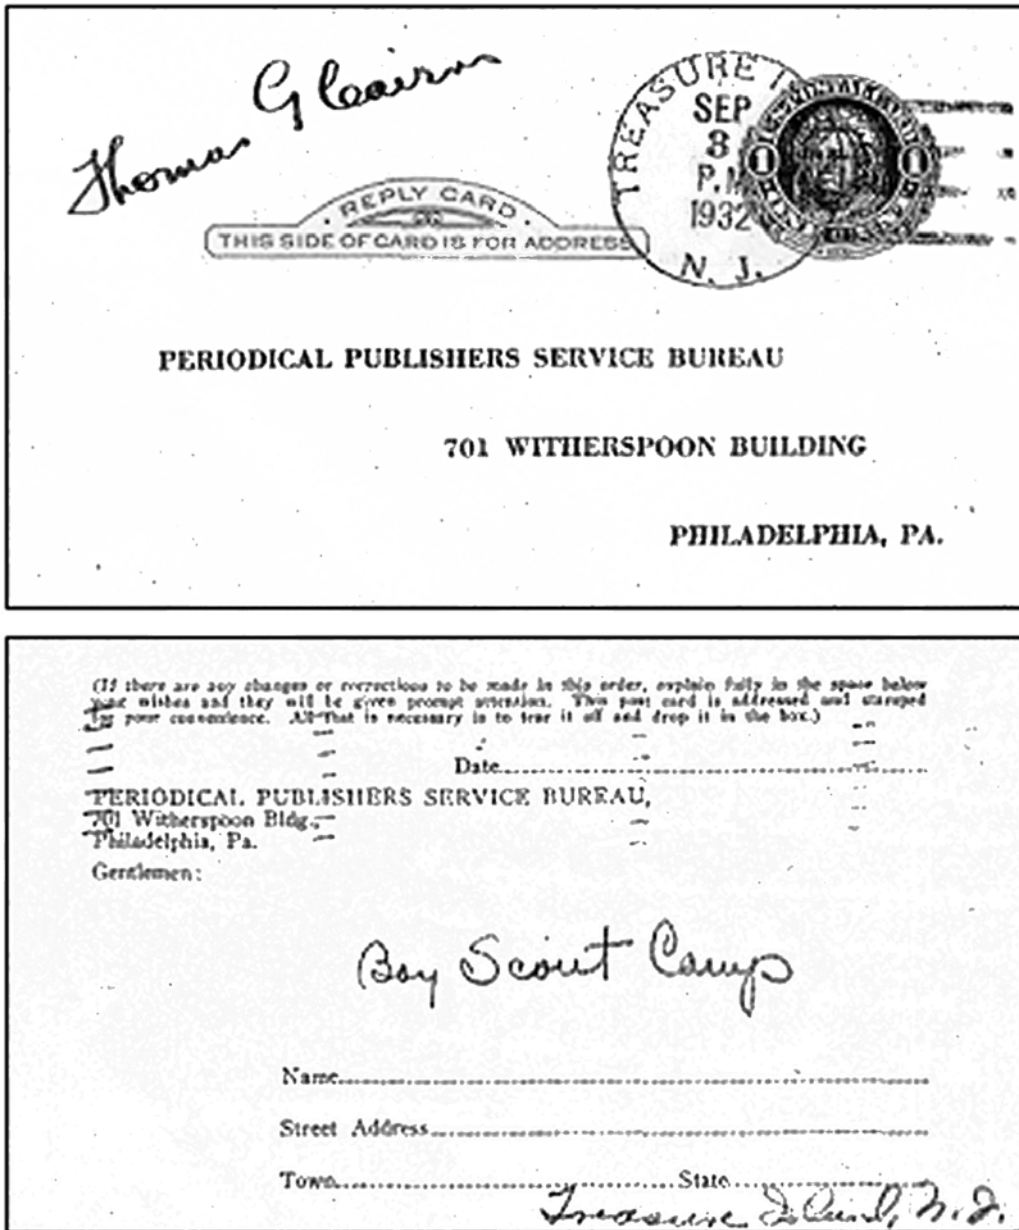 Thomas G Cairns
TREASURE I
SEP
3
P.M
1932
N. J.
1 1
REPLY CARD
THIS SIDE OF CARD IS FOR ADDRESS
PERIODICAL PUBLISHERS SERVICE BUREAU
701 WITHERSPOON BUILDING
PHILADELPHIA, PA.
(If there are any changes or corrections to be made in this order, explain fully in the space below
your wishes and they will be given prompt attention. This post card is addressed and stamped
for your convenience. All that is necessary is to tear it off and drop it in the box.)
Date
PERIODICAL PUBLISHERS SERVICE BUREAU,
701 Witherspoon Bldg.,
Philadelphia, Pa.
Gentlemen:
Boy Scout Camp
Name
Street Address
Town State
Treasure Island, N.J.